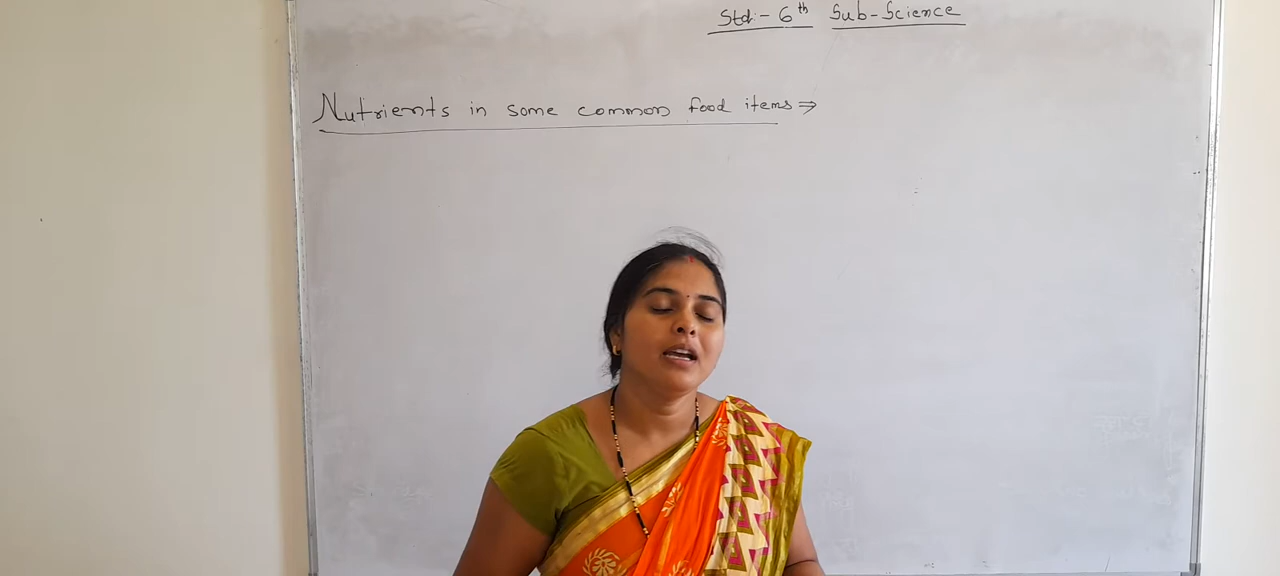 Std:- 6th Sub-Science
Nutrients in some common food items ⇒